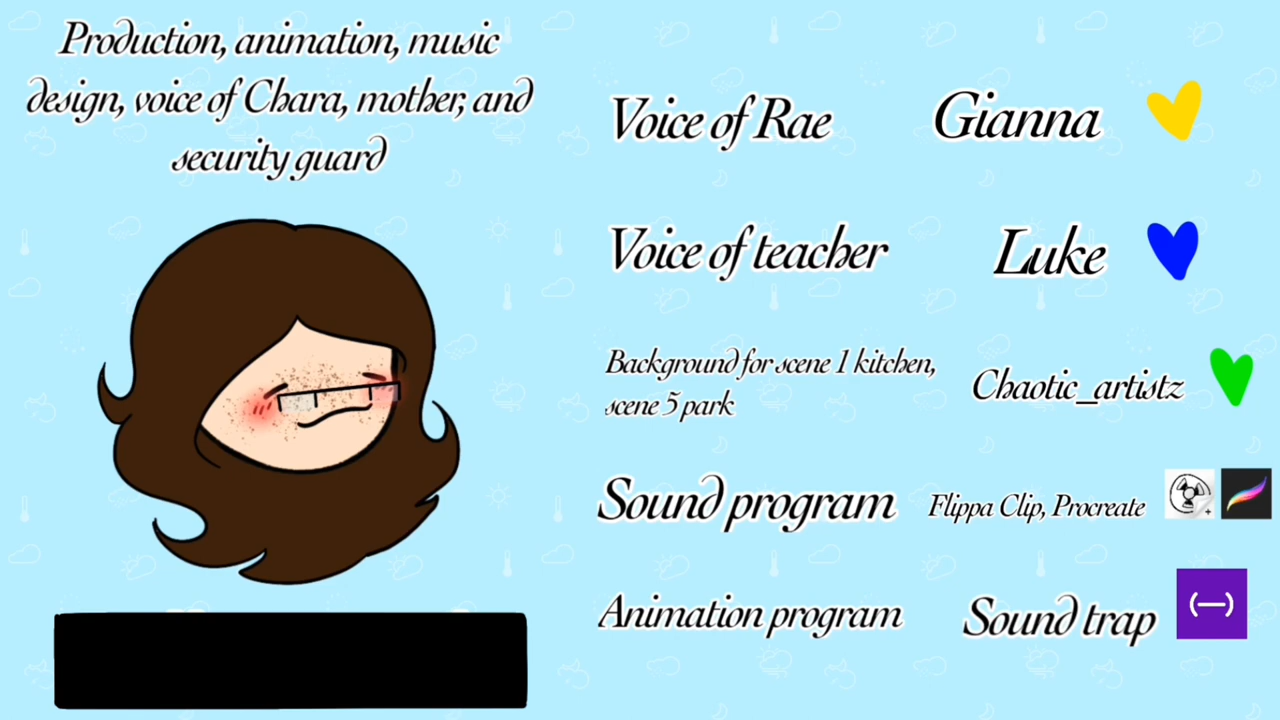 Production, animation, music
design, voice of Chara, mother, and
security guard
Voice of Rae
Gianna
Voice of teacher
Luke
Background for scene 1 kitchen,
scene 5 park
Chaotic_artistz
Sound program
Flippa Clip, Procreate
Animation program
Sound trap